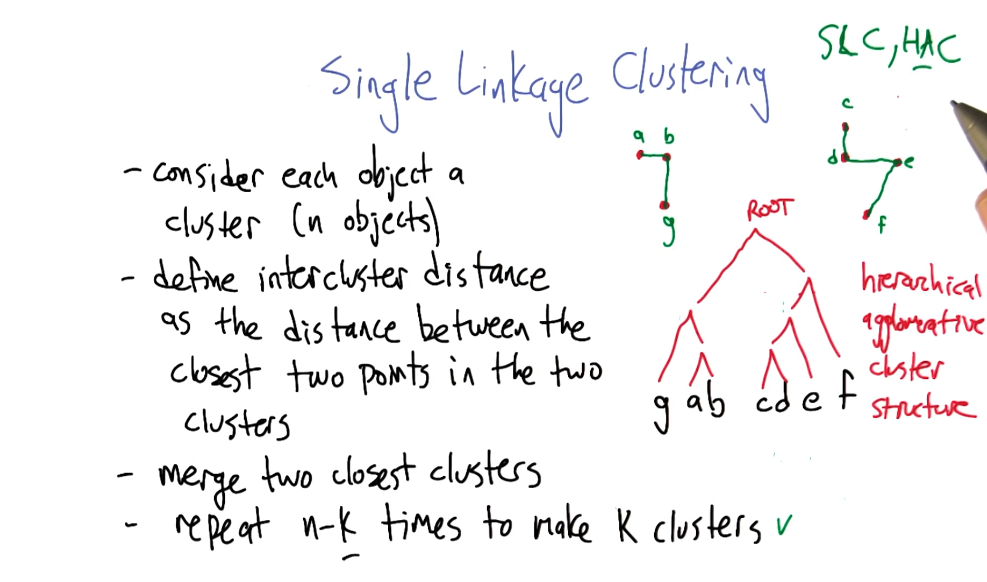 SLC, HAC
Single Linkage Clustering
- consider each object a
cluster (n objects)
- define intercluster distance
as the distance between the
closest two points in the two
clusters
- merge two closest clusters
- repeat n-k times to make K clusters ✓
a b
g
c
d e
f
ROOT
g ab cd e f
hierarchical
agglomerative
cluster
structure